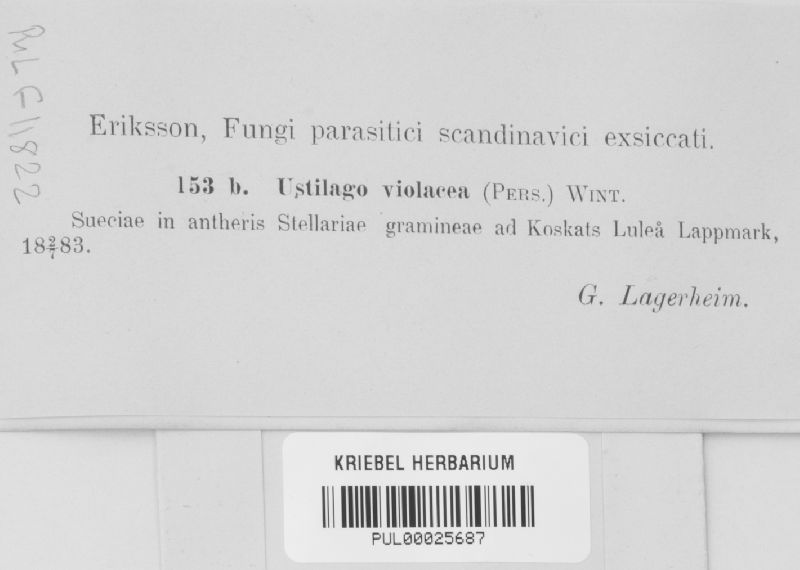 PUL F11822
Eriksson, Fungi parasitici scandinavici exsiccati.
153 b. Ustilago violacea (PERS.) WINT.
Sueciae in antheris Stellariae gramineae ad Koskats Luleå Lappmark,
18 2/7 83.
G. Lagerheim.
KRIEBEL HERBARIUM
PUL00025687